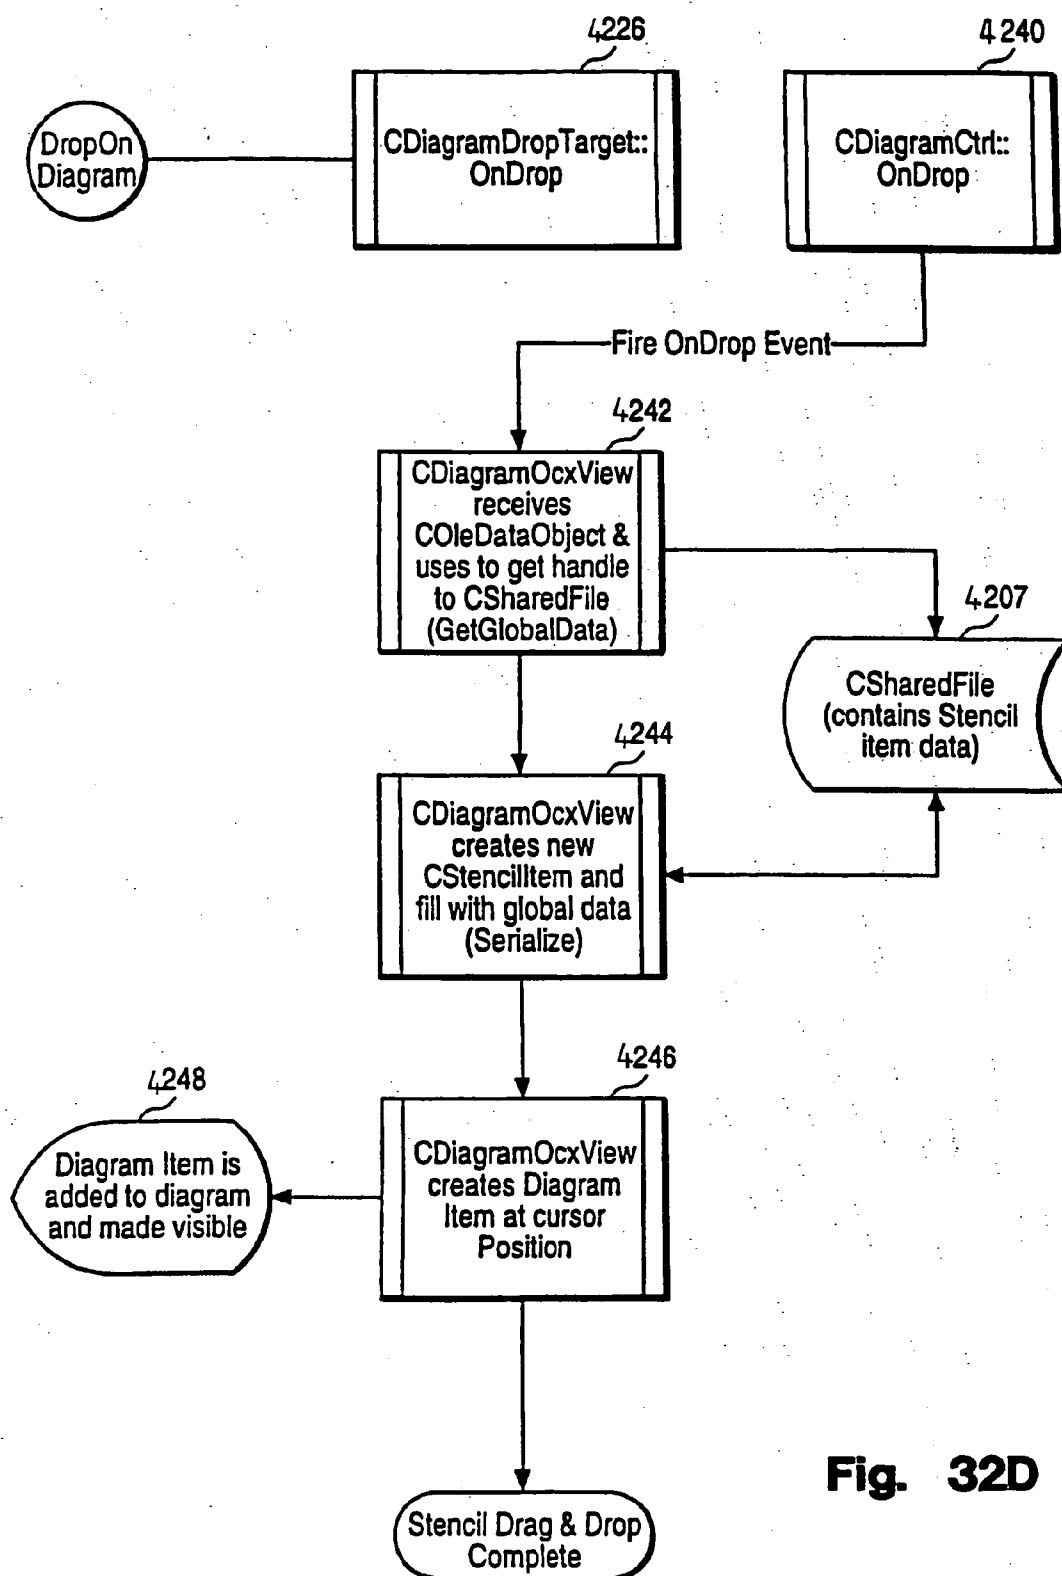 4226
4240
DropOn
Diagram
CDiagramDropTarget::
OnDrop
CDiagramCtrl::
OnDrop
Fire OnDrop Event
4242
CDiagramOcxView
receives
COleDataObject &
uses to get handle
to CSharedFile
(GetGlobalData)
4207
CSharedFile
(contains Stencil
item data)
4244
CDiagramOcxView
creates new
CStencilItem and
fill with global data
(Serialize)
4246
CDiagramOcxView
creates Diagram
Item at cursor
Position
4248
Diagram Item is
added to diagram
and made visible
Fig. 32D
Stencil Drag & Drop
Complete